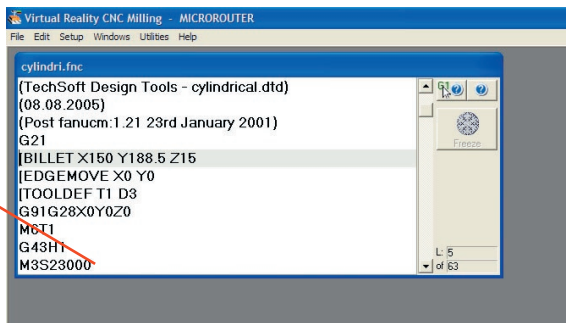 Virtual Reality CNC Milling - MICROROUTER
File Edit Setup Windows Utilities Help
cylindri.fnc
(TechSoft Design Tools - cylindrical.dtd)
(08.08.2005)
(Post fanucm:1.21 23rd January 2001)
G21
[BILLET X150 Y188.5 Z15
[EDGEMOVE X0 Y0
[TOOLDEF T1 D3
G91G28X0Y0Z0
M6T1
G43H1
M3S23000
Freeze
L: 5
of 63